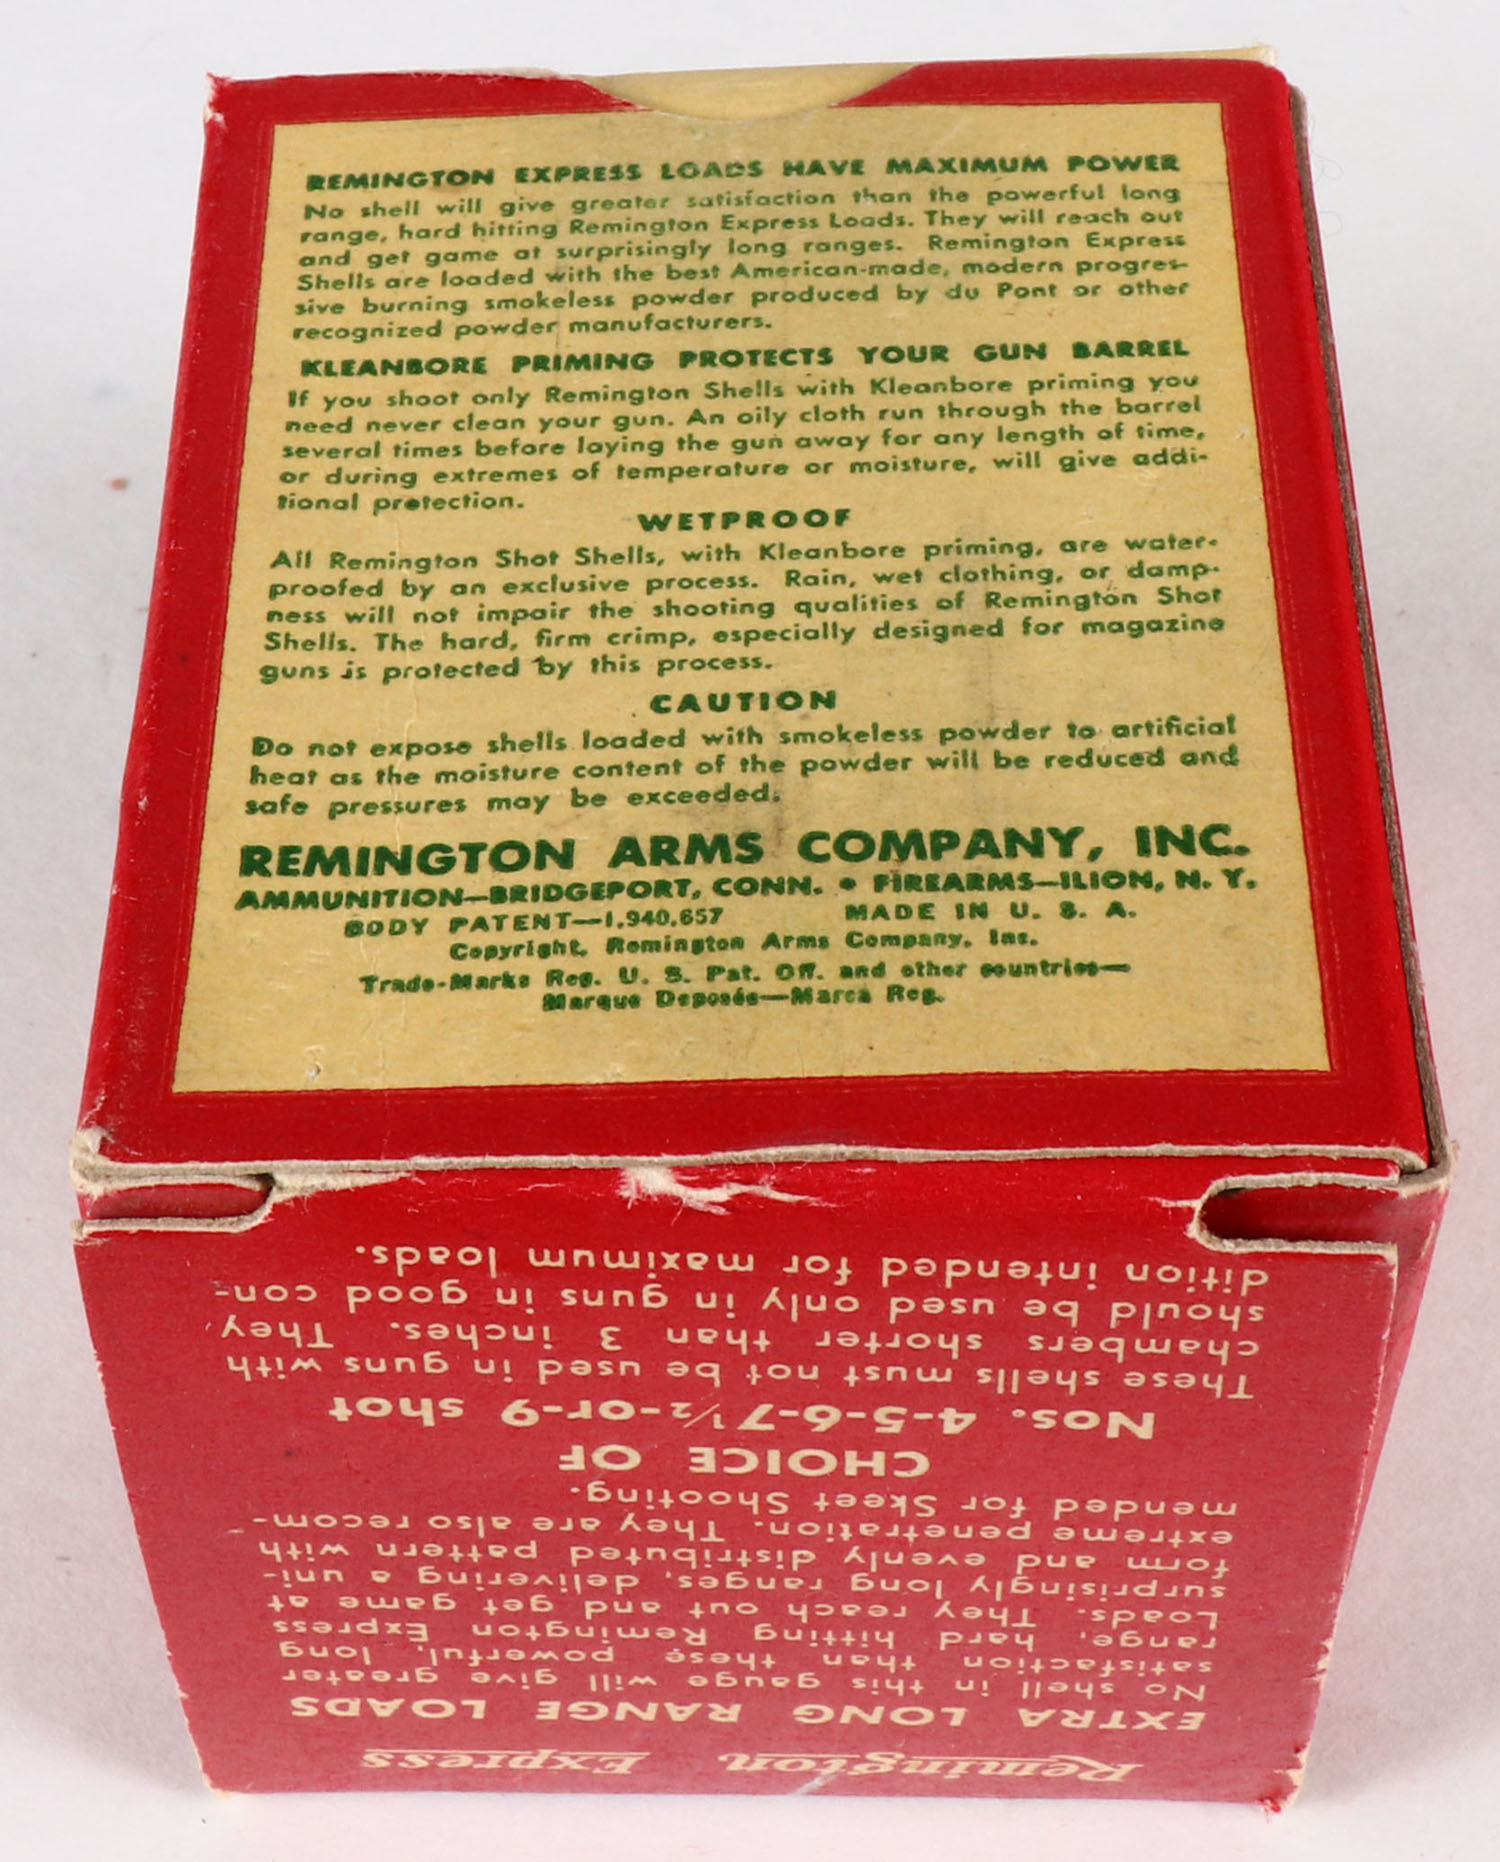 REMINGTON EXPRESS LOADS HAVE MAXIMUM POWER
No shell will give greater satisfaction than the powerful long
range, hard hitting Remington Express Loads. They will reach out
and get game at surprisingly long ranges. Remington Express
Shells are loaded with the best American-made, modern progres-
sive burning smokeless powder produced by du Pont or other
recognized powder manufacturers.
KLEANBORE PRIMING PROTECTS YOUR GUN BARREL
If you shoot only Remington Shells with Kleanbore priming you
need never clean your gun. An oily cloth run through the barrel
several times before laying the gun away for any length of time,
or during extremes of temperature or moisture, will give addi-
tional protection.
WETPROOF
All Remington Shot Shells, with Kleanbore priming, are water-
proofed by an exclusive process. Rain, wet clothing, or damp-
ness will not impair the shooting qualities of Remington Shot
Shells. The hard, firm crimp, especially designed for magazine
guns is protected by this process.
CAUTION
Do not expose shells loaded with smokeless powder to artificial
heat as the moisture content of the powder will be reduced and
safe pressures may be exceeded.
REMINGTON ARMS COMPANY, INC.
AMMUNITION—BRIDGEPORT, CONN. • FIREARMS—ILION, N. Y.
BODY PATENT—1,940,657 MADE IN U. S. A.
Copyright, Remington Arms Company, Inc.
Trade-Marks Reg. U. S. Pat. Off. and other countries—
Marque Deposée—Marca Reg.
Remington Express
EXTRA LONG RANGE LOADS
No shell in this gauge will give greater
satisfaction than these powerful, long
range, hard hitting Remington Express
Loads. They reach out and get game at
surprisingly long ranges, delivering a uni-
form and evenly distributed pattern with
extreme penetration. They are also recom-
mended for Skeet Shooting.
CHOICE OF
Nos. 4-5-6-7½-or-9 shot
These shells must not be used in guns with
chambers shorter than 3 inches. They
should be used only in guns in good con-
dition intended for maximum loads.